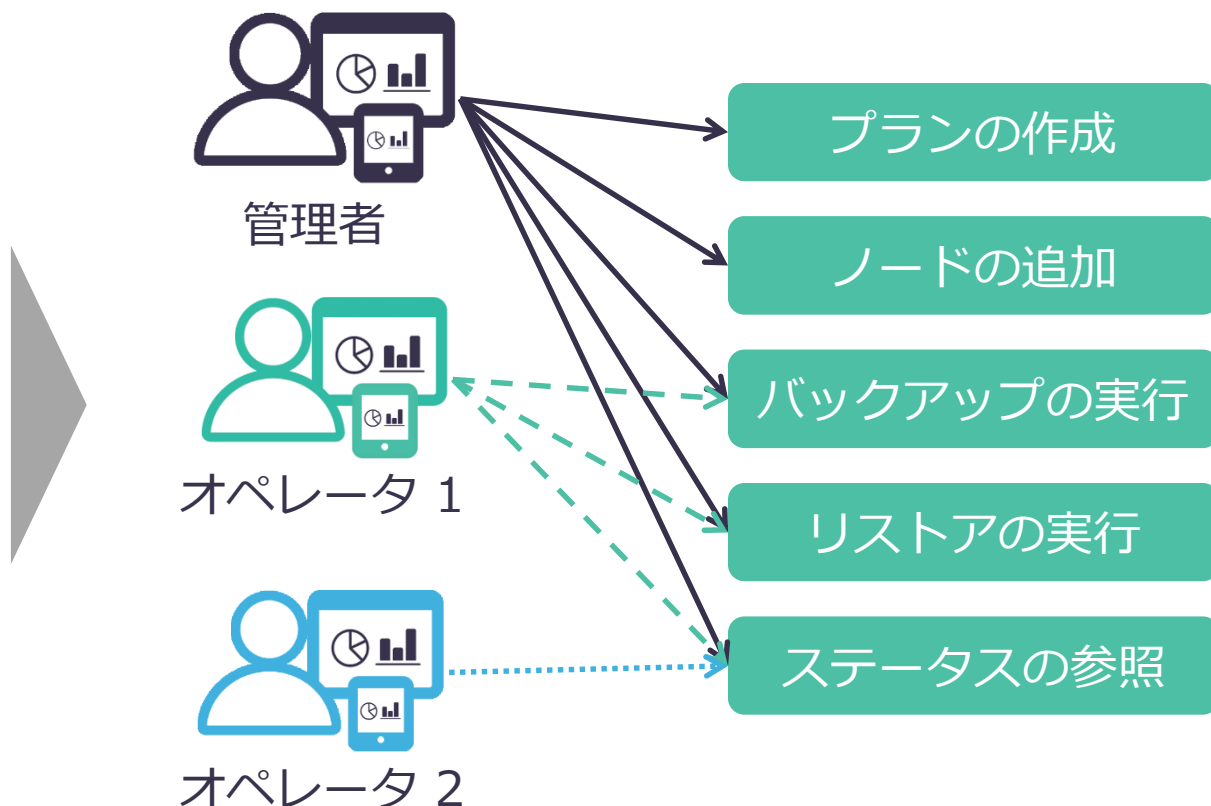 管理者
プランの作成
ノードの追加
オペレータ 1
バックアップの実行
リストアの実行
オペレータ 2
ステータスの参照